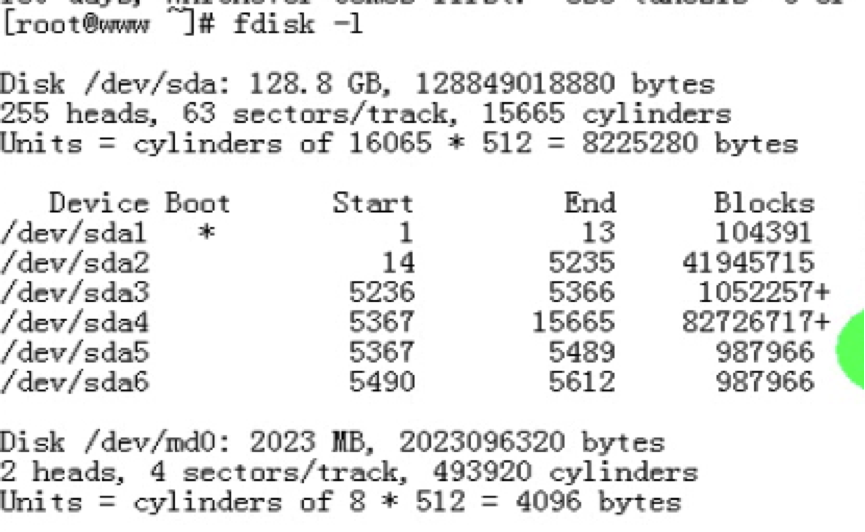 [root@www ~]# fdisk -l
Disk /dev/sda: 128.8 GB, 128849018880 bytes
255 heads, 63 sectors/track, 15665 cylinders
Units = cylinders of 16065 * 512 = 8225280 bytes
Device Boot Start End Blocks
/dev/sda1 * 1 13 104391
/dev/sda2 14 5235 41945715
/dev/sda3 5236 5366 1052257+
/dev/sda4 5367 15665 82726717+
/dev/sda5 5367 5489 987966
/dev/sda6 5490 5612 987966
Disk /dev/md0: 2023 MB, 2023096320 bytes
2 heads, 4 sectors/track, 493920 cylinders
Units = cylinders of 8 * 512 = 4096 bytes